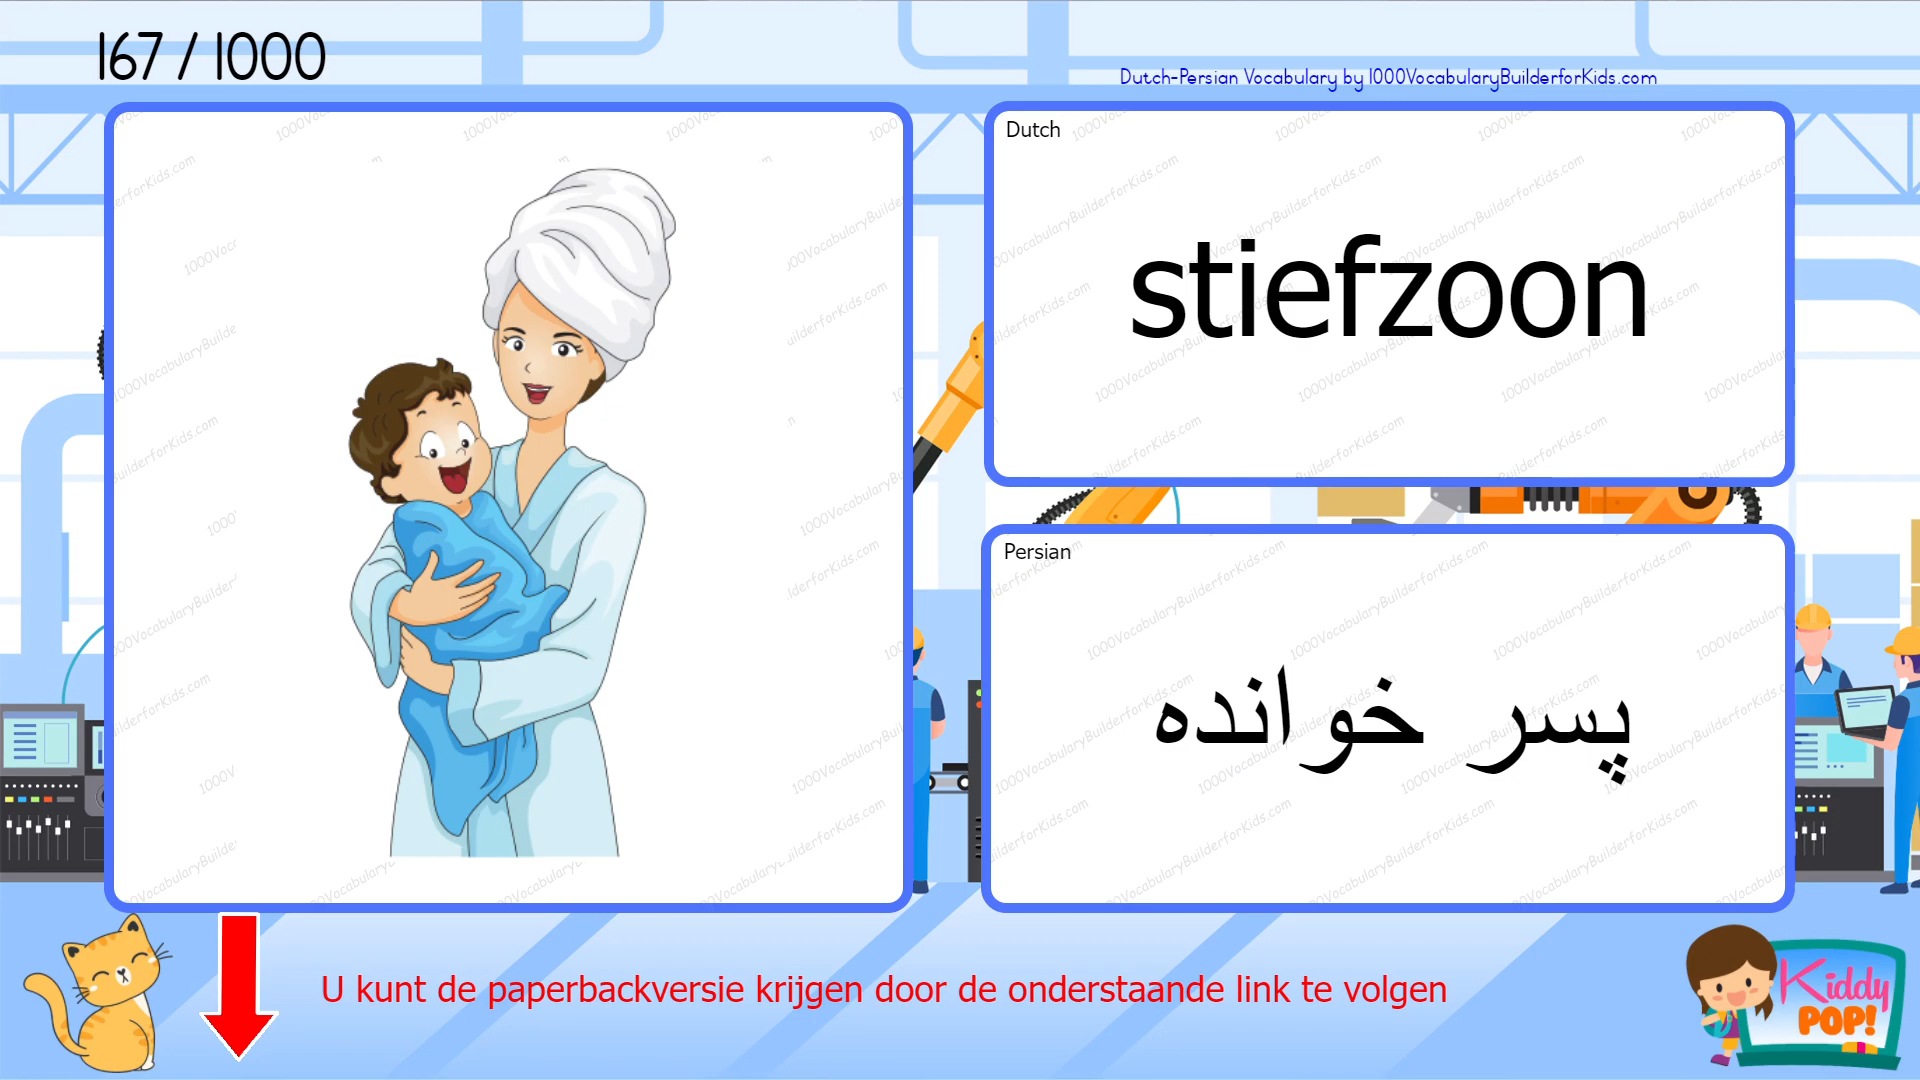 167 / 1000
Dutch-Persian Vocabulary by 1000VocabularyBuilderforKids.com
Dutch
stiefzoon
Persian
پسر خوانده
U kunt de paperbackversie krijgen door de onderstaande link te volgen
Kiddy
POP!